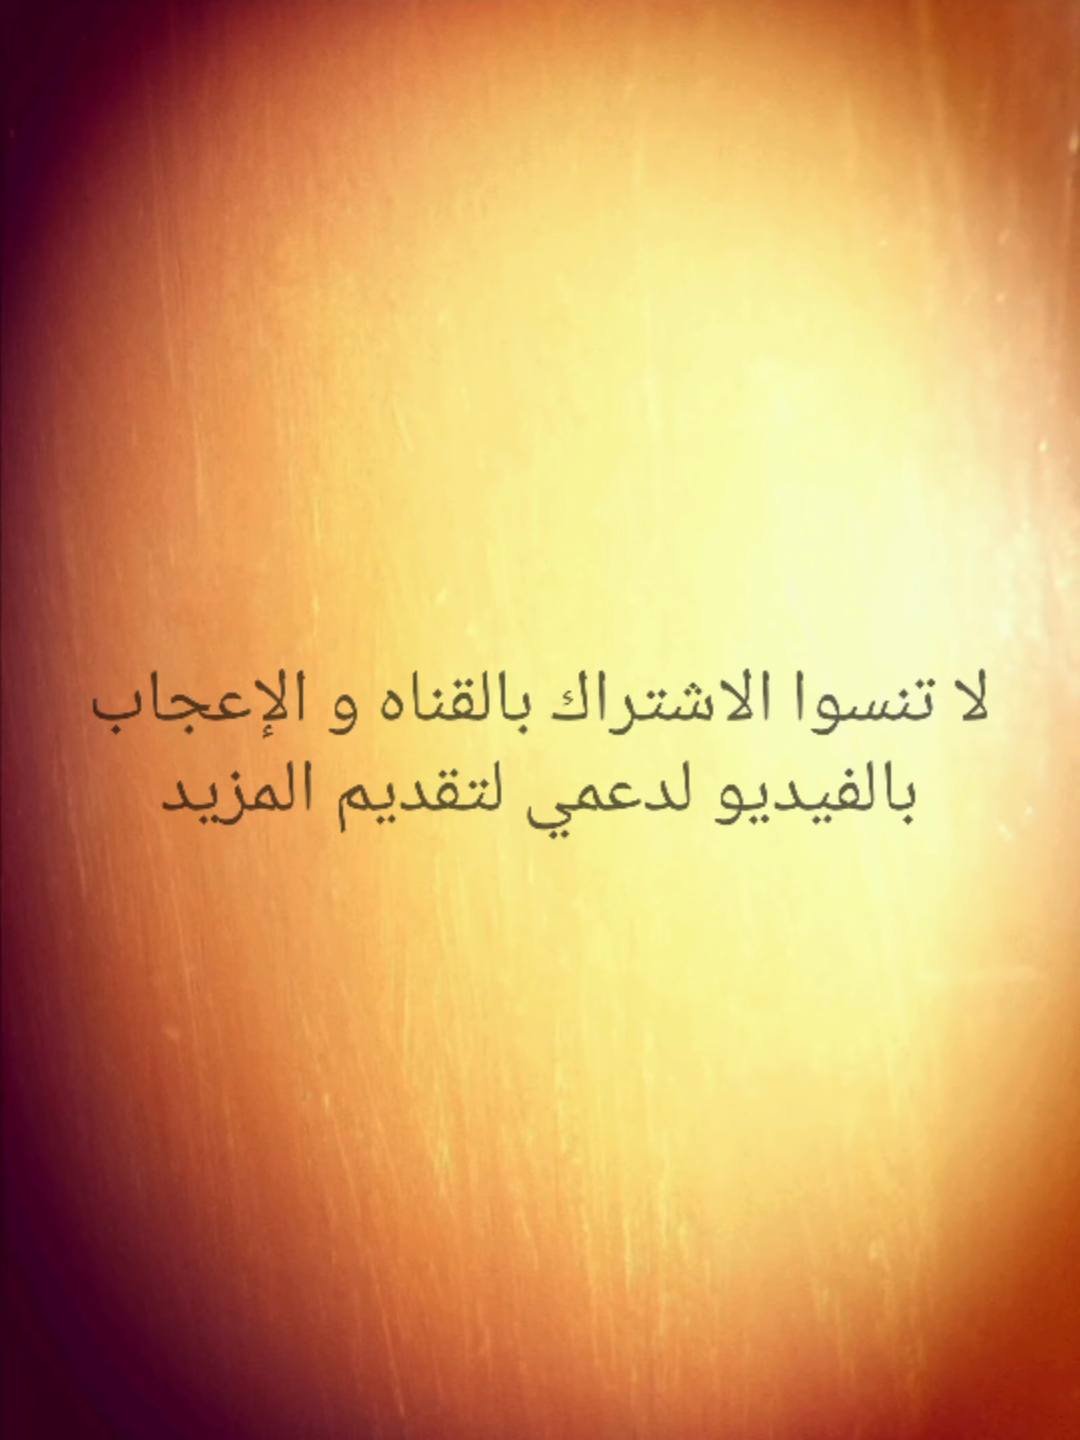 لا تنسوا الاشتراك بالقناه و الإعجاب
بالفيديو لدعمي لتقديم المزيد